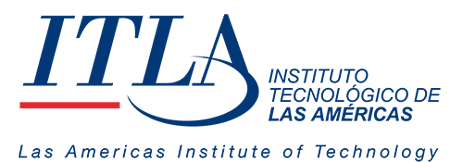 ITLA
INSTITUTO
TECNOLÓGICO DE
LAS AMÉRICAS
Las Americas Institute of Technology